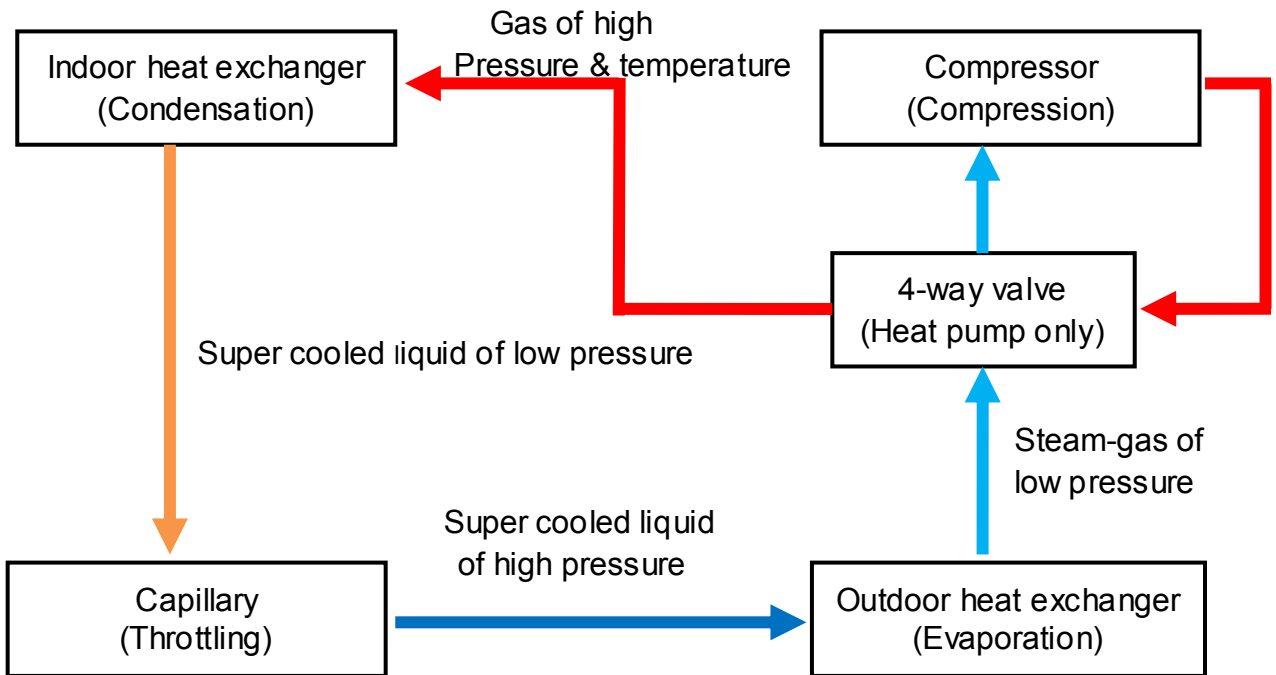 Gas of high
Pressure & temperature
Indoor heat exchanger
(Condensation)
Compressor
(Compression)
4-way valve
(Heat pump only)
Super cooled liquid of low pressure
Steam-gas of
low pressure
Super cooled liquid
of high pressure
Capillary
(Throttling)
Outdoor heat exchanger
(Evaporation)